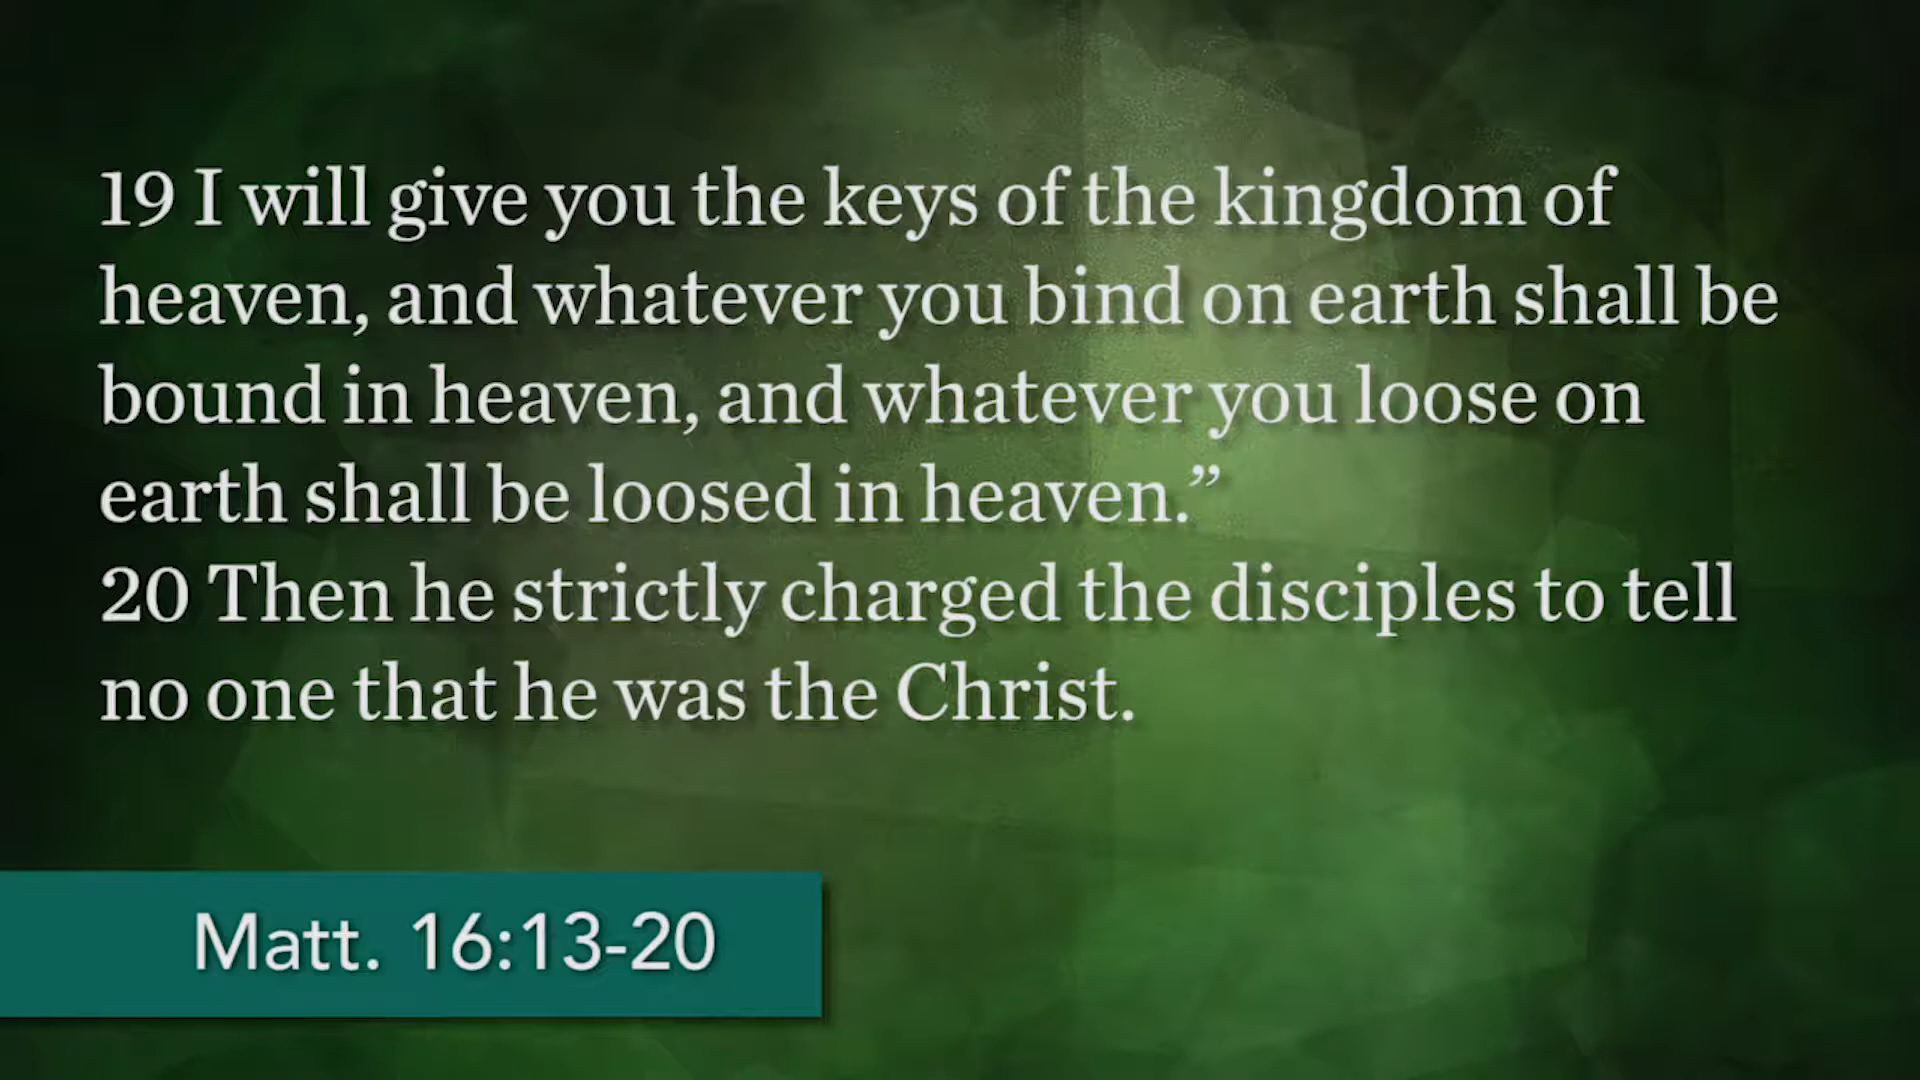 19 I will give you the keys of the kingdom of
heaven, and whatever you bind on earth shall be
bound in heaven, and whatever you loose on
earth shall be loosed in heaven.”
20 Then he strictly charged the disciples to tell
no one that he was the Christ.
Matt. 16:13-20